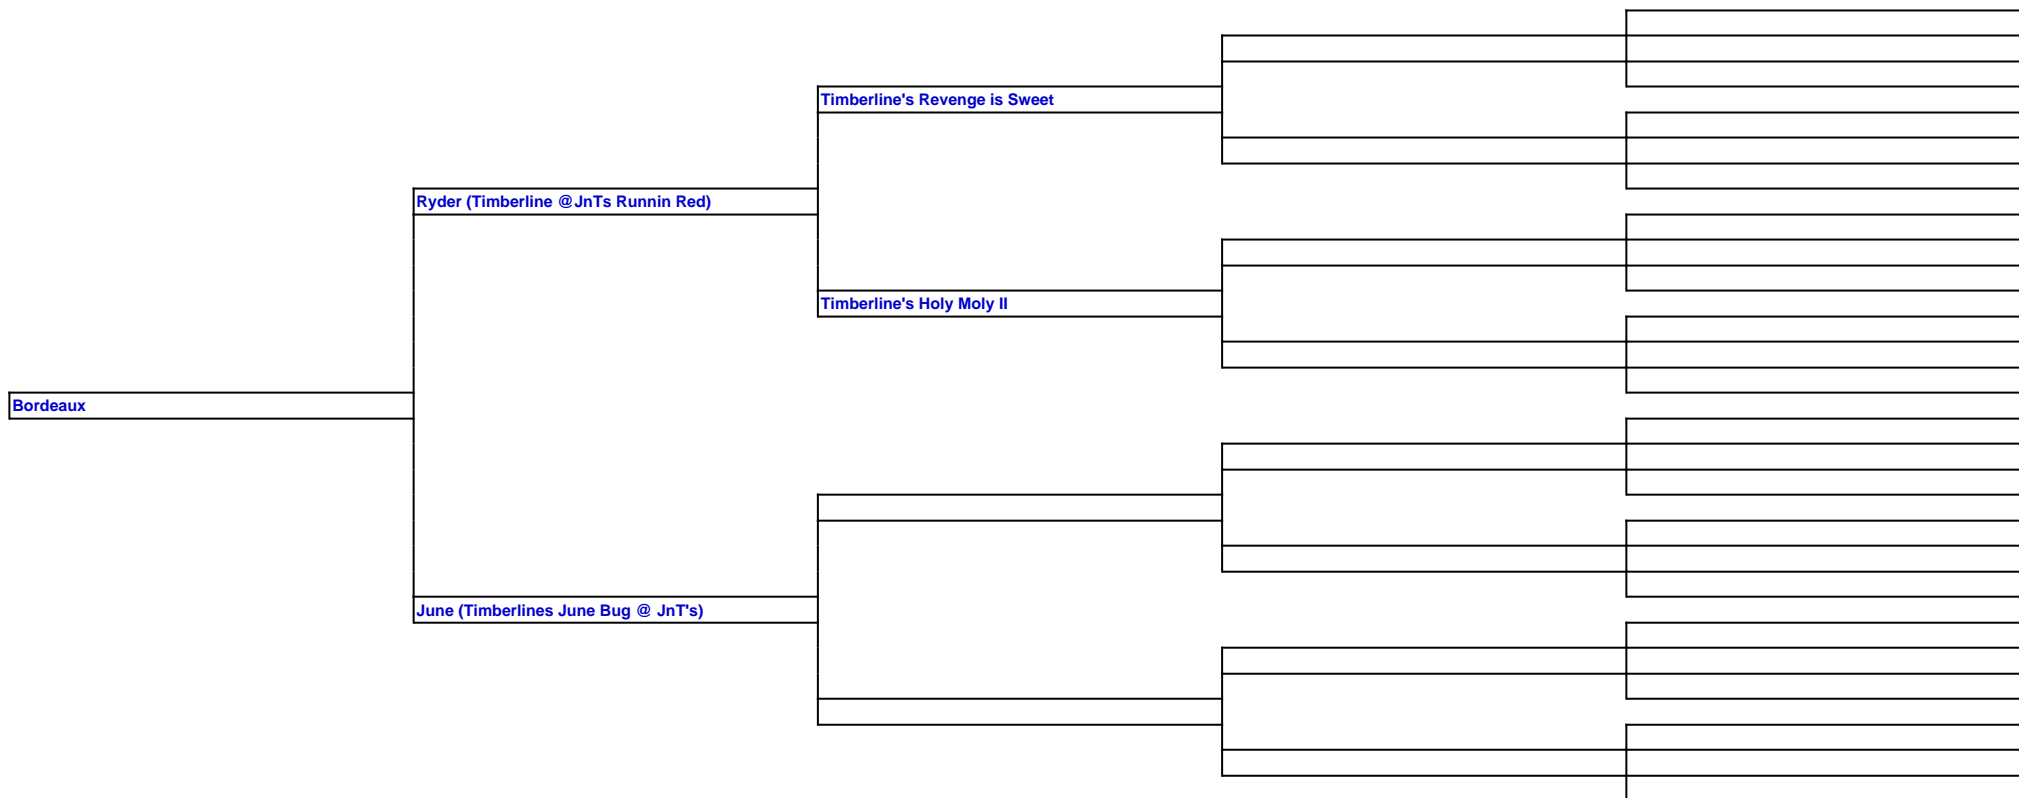 Timberline's Revenge is Sweet
Ryder (Timberline @JnTs Runnin Red)
Timberline's Holy Moly II
Bordeaux
June (Timberlines June Bug @ JnT's)